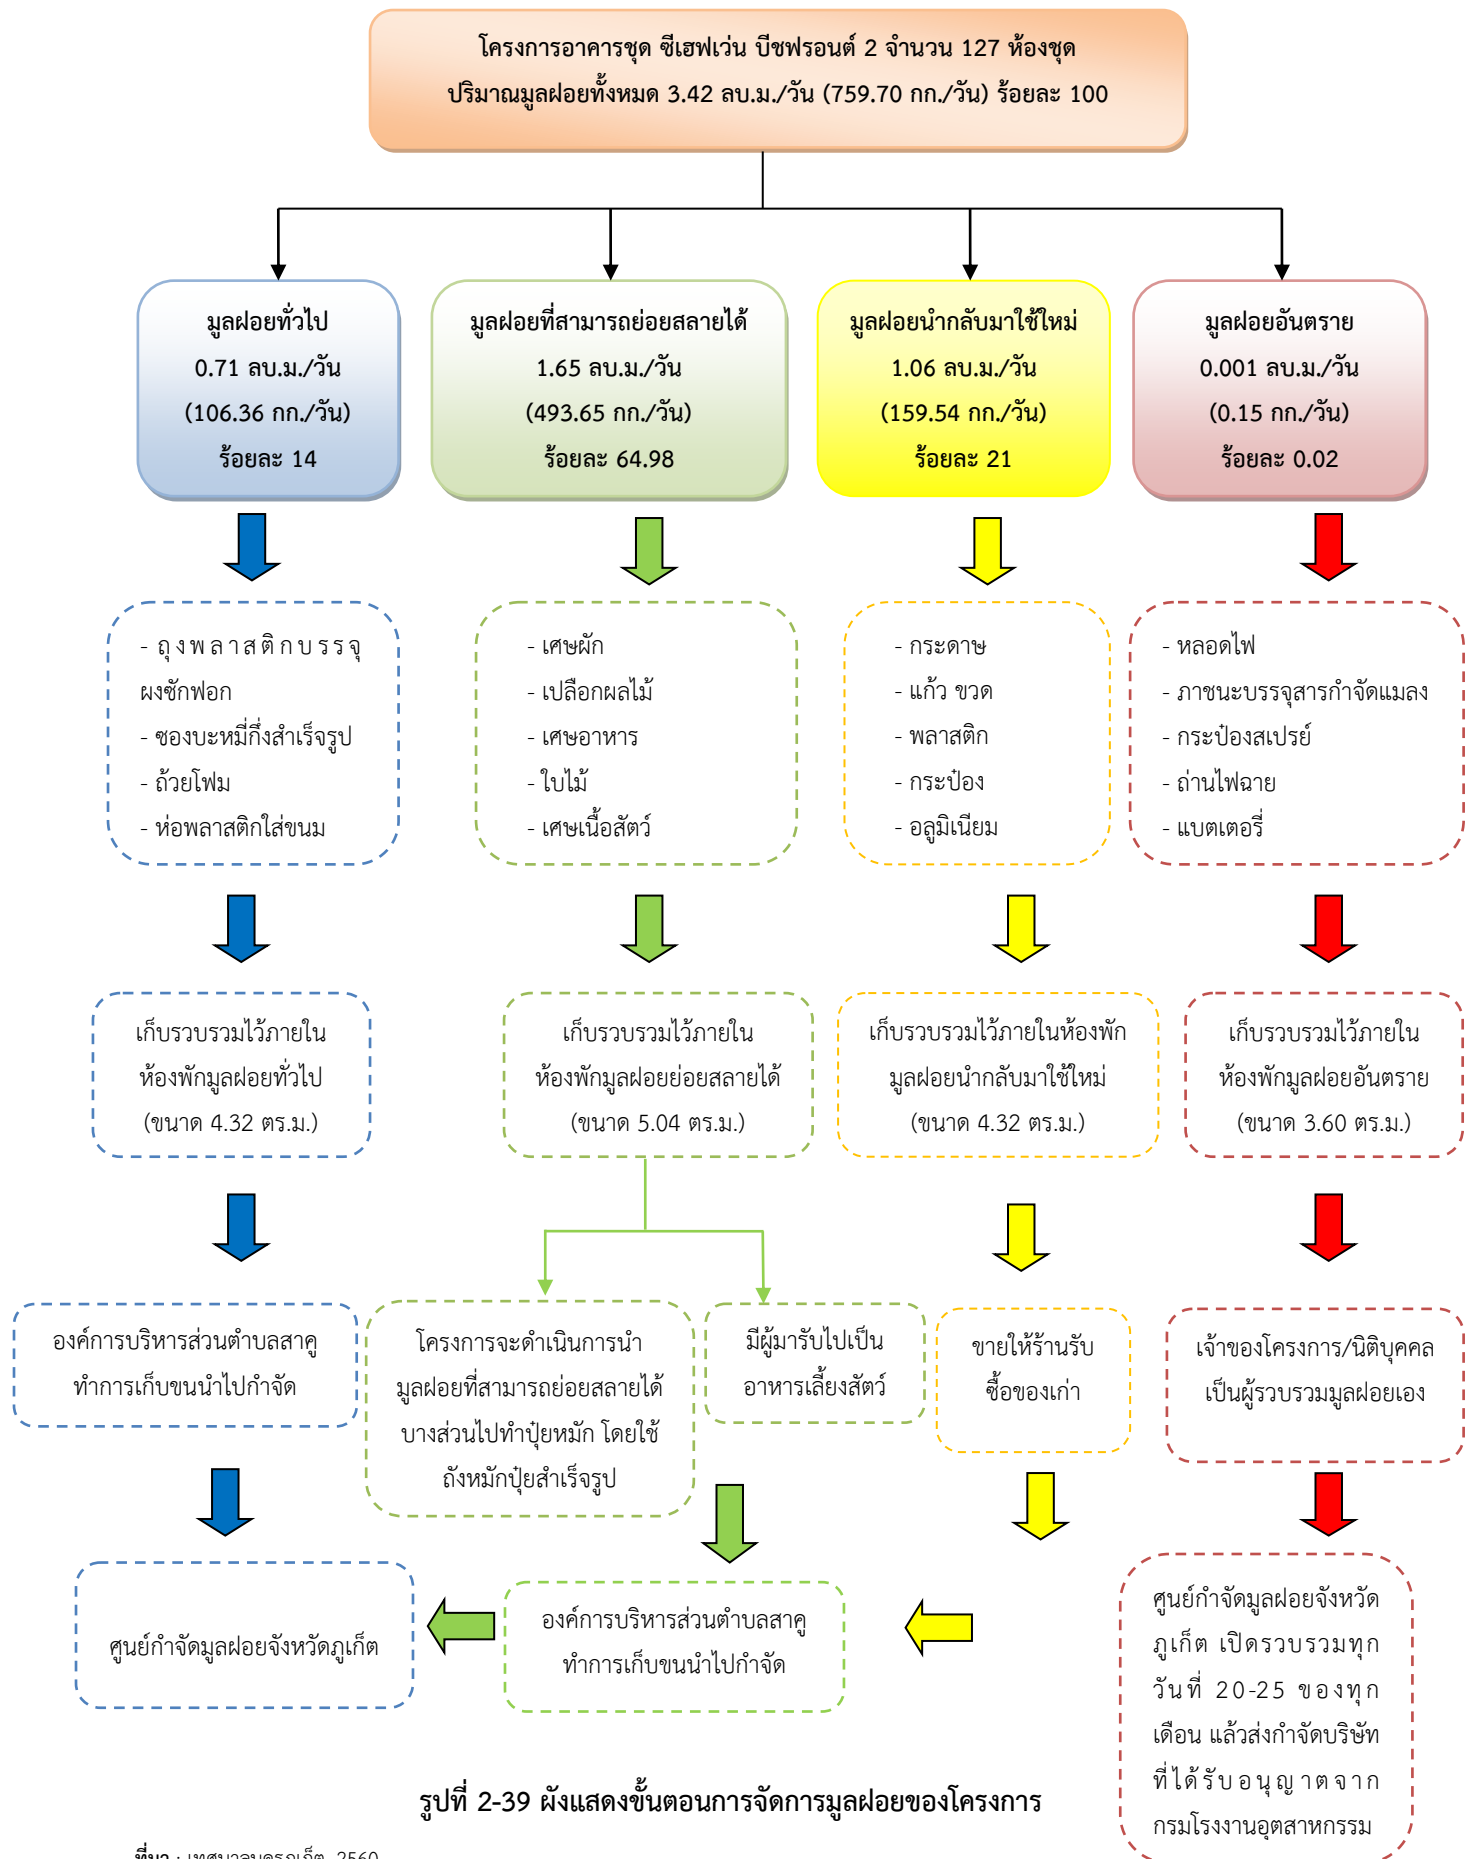 โครงการอาคารชุด ซีเฮฟเว่น บีชฟรอนต์ 2 จำนวน 127 ห้องชุด
ปริมาณมูลฝอยทั้งหมด 3.42 ลบ.ม./วัน (759.70 กก./วัน) ร้อยละ 100
มูลฝอยทั่วไป
0.71 ลบ.ม./วัน
(106.36 กก./วัน)
ร้อยละ 14
มูลฝอยที่สามารถย่อยสลายได้
1.65 ลบ.ม./วัน
(493.65 กก./วัน)
ร้อยละ 64.98
มูลฝอยนำกลับมาใช้ใหม่
1.06 ลบ.ม./วัน
(159.54 กก./วัน)
ร้อยละ 21
มูลฝอยอันตราย
0.001 ลบ.ม./วัน
(0.15 กก./วัน)
ร้อยละ 0.02
- ถุงพลาสติกบรรจุ
ผงซักฟอก
- ซองบะหมี่กึ่งสำเร็จรูป
- ถ้วยโฟม
- ห่อพลาสติกใส่ขนม
- เศษผัก
- เปลือกผลไม้
- เศษอาหาร
- ใบไม้
- เศษเนื้อสัตว์
- กระดาษ
- แก้ว ขวด
- พลาสติก
- กระป๋อง
- อลูมิเนียม
- หลอดไฟ
- ภาชนะบรรจุสารกำจัดแมลง
- กระป๋องสเปรย์
- ถ่านไฟฉาย
- แบตเตอรี่
เก็บรวบรวมไว้ภายใน
ห้องพักมูลฝอยทั่วไป
(ขนาด 4.32 ตร.ม.)
เก็บรวบรวมไว้ภายใน
ห้องพักมูลฝอยย่อยสลายได้
(ขนาด 5.04 ตร.ม.)
เก็บรวบรวมไว้ภายในห้องพัก
มูลฝอยนำกลับมาใช้ใหม่
(ขนาด 4.32 ตร.ม.)
เก็บรวบรวมไว้ภายใน
ห้องพักมูลฝอยอันตราย
(ขนาด 3.60 ตร.ม.)
องค์การบริหารส่วนตำบลสาคู
ทำการเก็บขนนำไปกำจัด
โครงการจะดำเนินการนำ
มูลฝอยที่สามารถย่อยสลายได้
บางส่วนไปทำปุ๋ยหมัก โดยใช้
ถังหมักปุ๋ยสำเร็จรูป
มีผู้มารับไปเป็น
อาหารเลี้ยงสัตว์
ขายให้ร้านรับ
ซื้อของเก่า
เจ้าของโครงการ/นิติบุคคล
เป็นผู้รวบรวมมูลฝอยเอง
ศูนย์กำจัดมูลฝอยจังหวัดภูเก็ต
องค์การบริหารส่วนตำบลสาคู
ทำการเก็บขนนำไปกำจัด
ศูนย์กำจัดมูลฝอยจังหวัด
ภูเก็ต เปิดรวบรวมทุก
วันที่ 20-25 ของทุก
เดือน แล้วส่งกำจัดบริษัท
ที่ได้รับอนุญาตจาก
กรมโรงงานอุตสาหกรรม
รูปที่ 2-39 ผังแสดงขั้นตอนการจัดการมูลฝอยของโครงการ
ที่มา : เทศบาลนครภูเก็ต, 2560